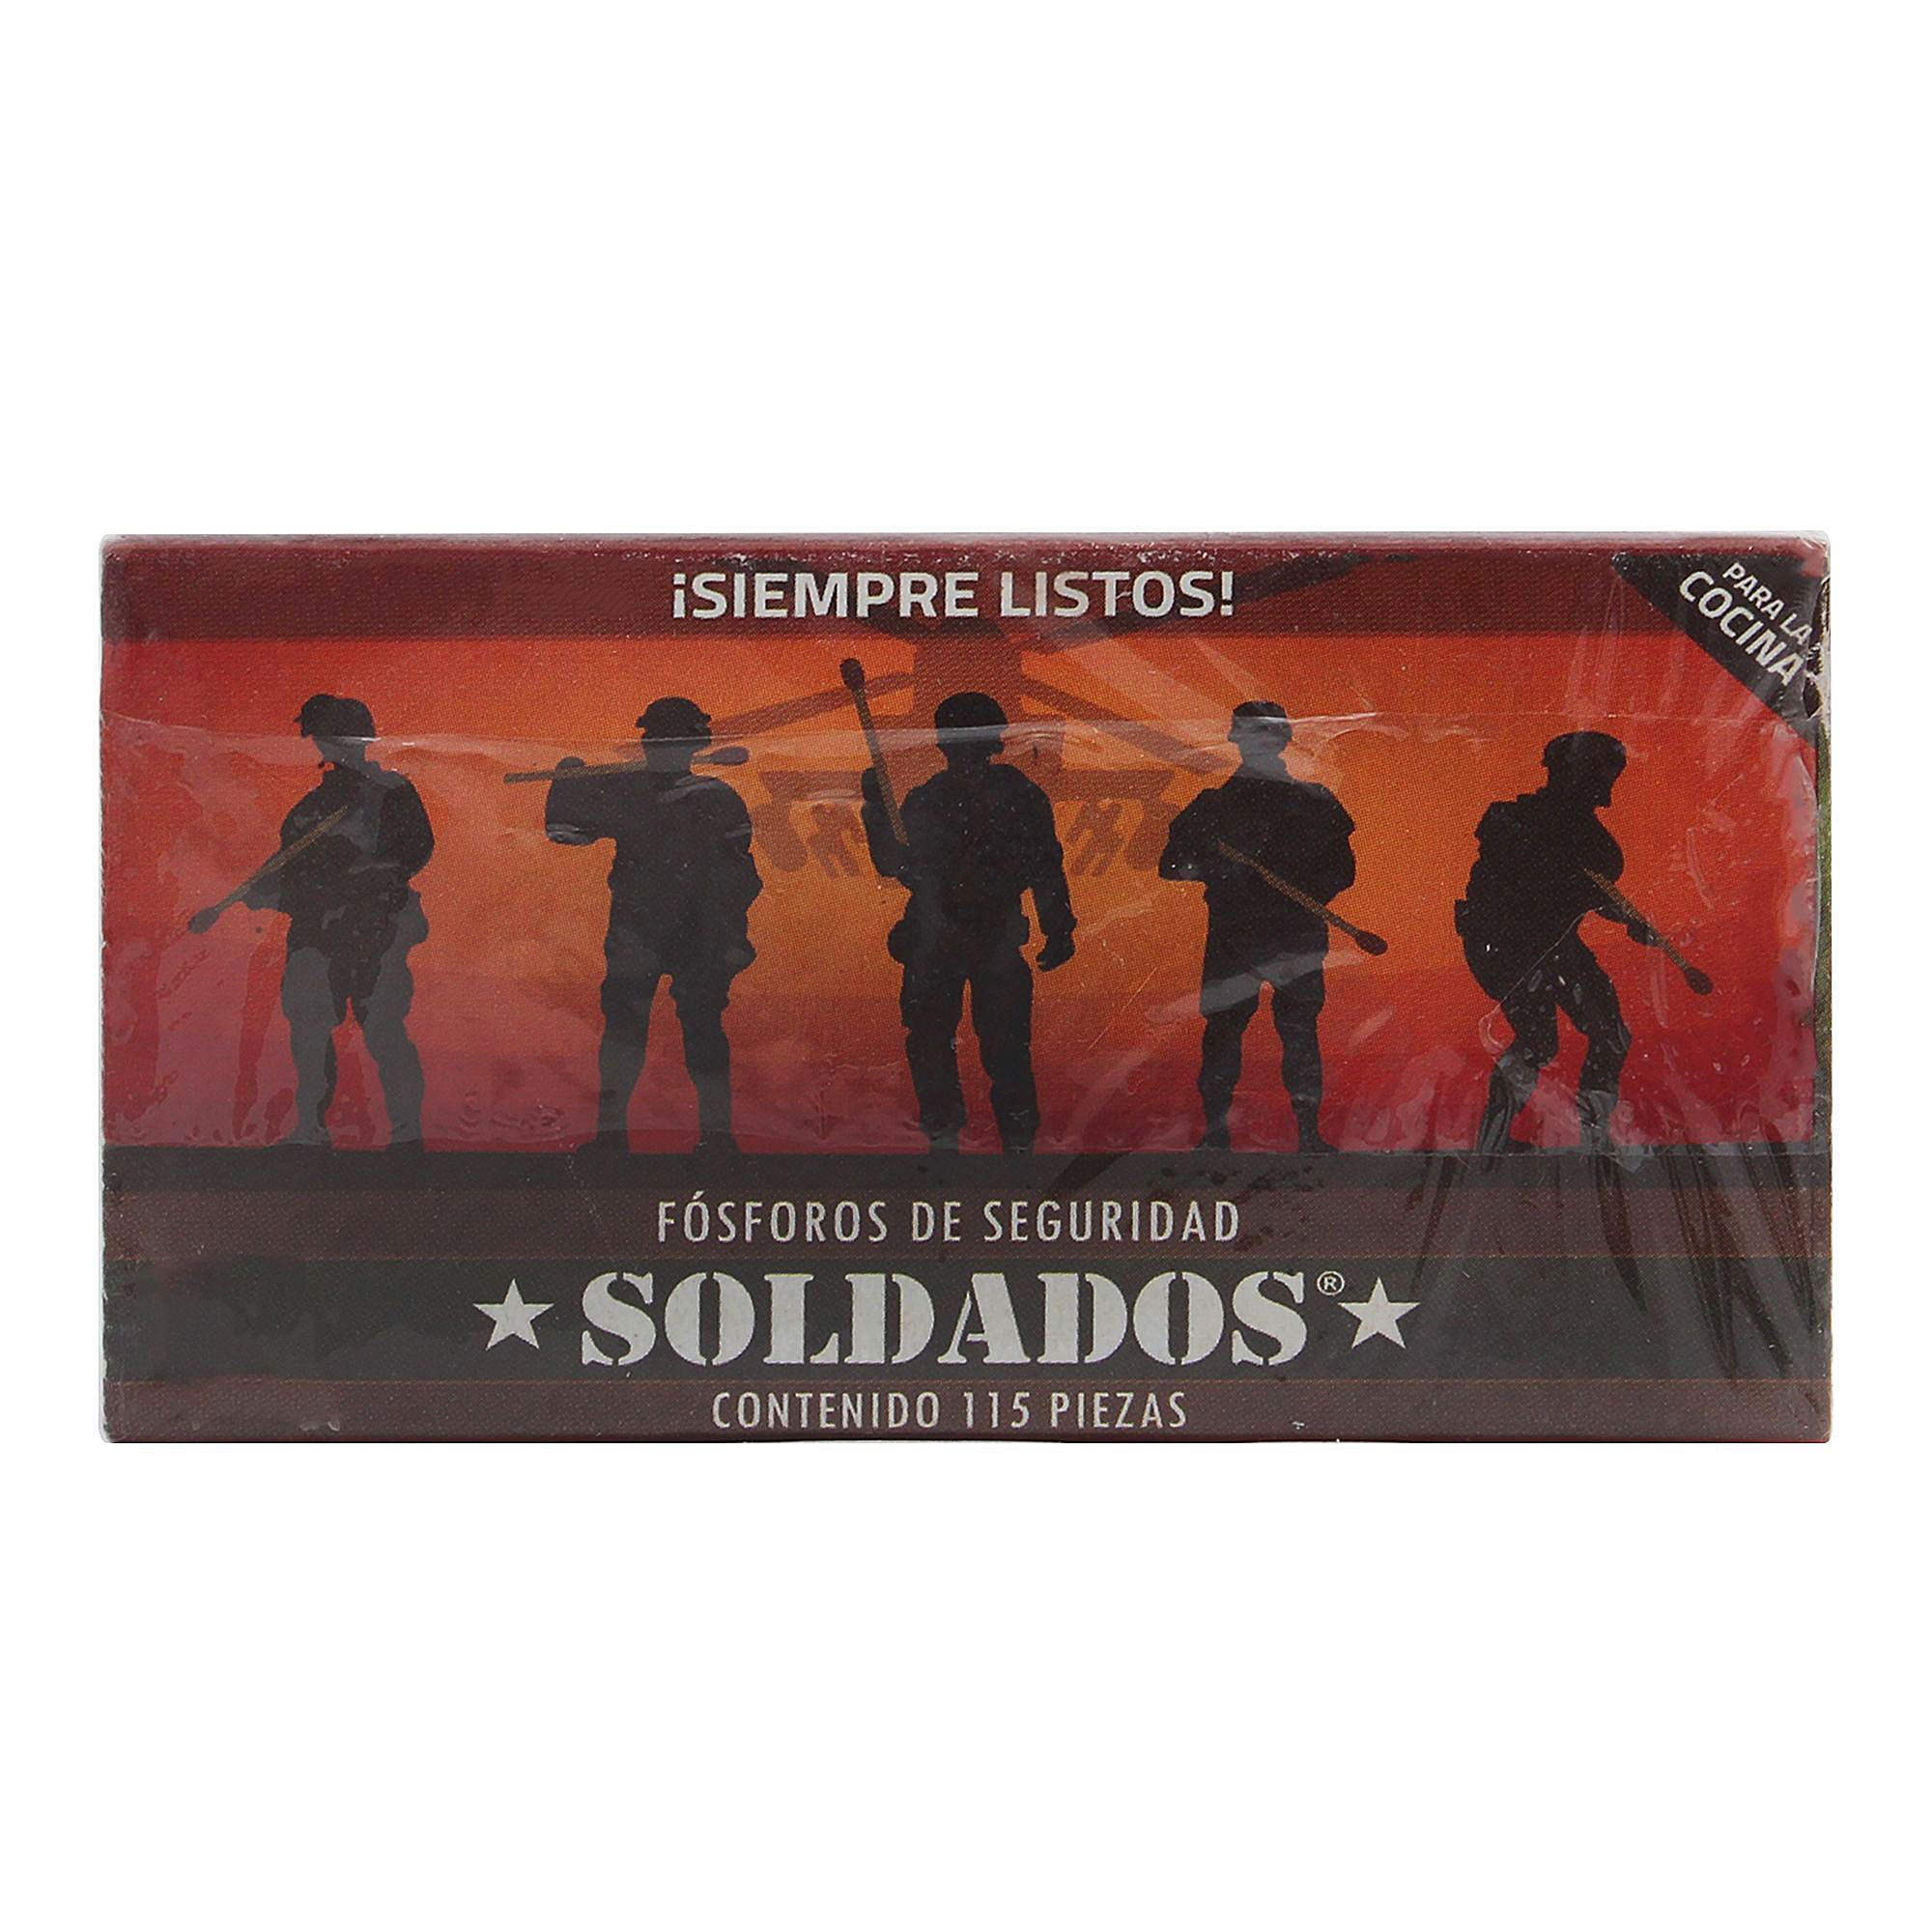 ¡SIEMPRE LISTOS!
PARA LA
COCINA
FÓSFOROS DE SEGURIDAD
SOLDADOS®
CONTENIDO 115 PIEZAS